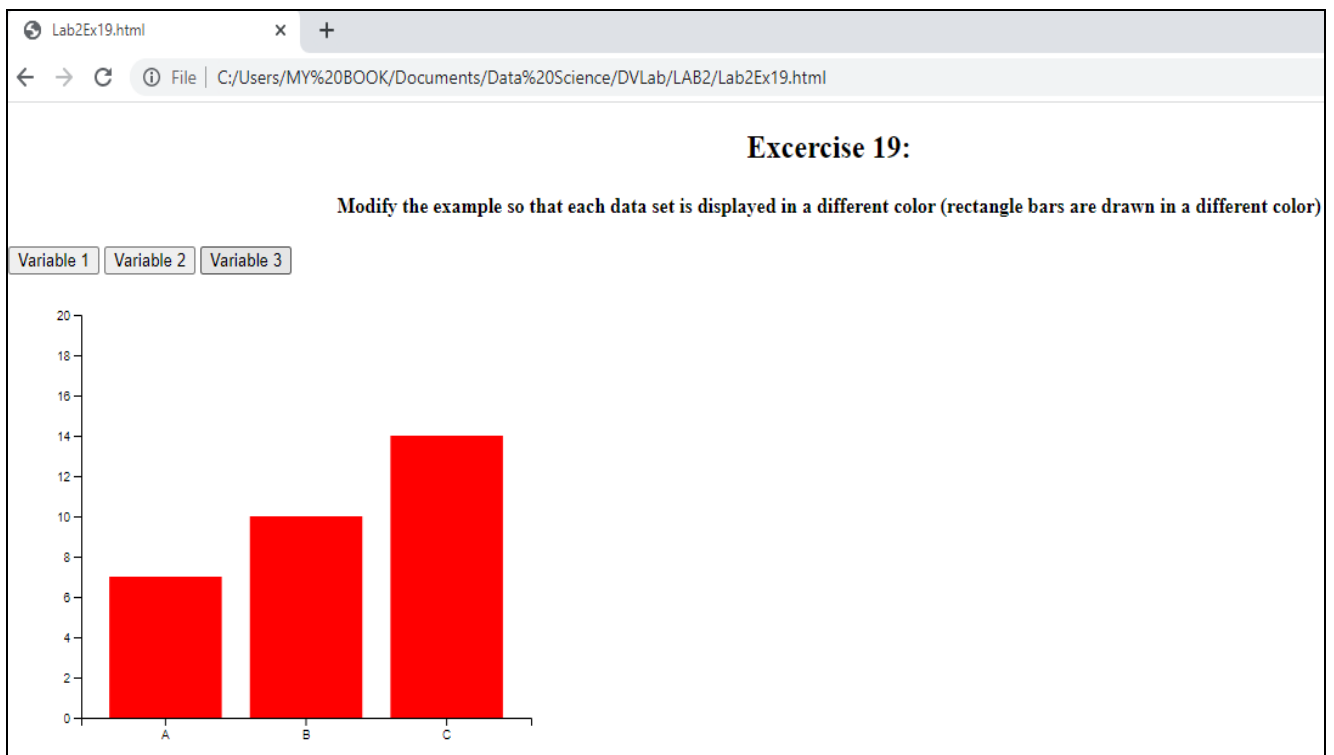 Lab2Ex19.html
File C:/Users/MY%20BOOK/Documents/Data%20Science/DVLab/LAB2/Lab2Ex19.html
Excercise 19:
Modify the example so that each data set is displayed in a different color (rectangle bars are drawn in a different color)
Variable 1 Variable 2 Variable 3
20
18
16
14
12
10
8
6
4
2
0
A B C